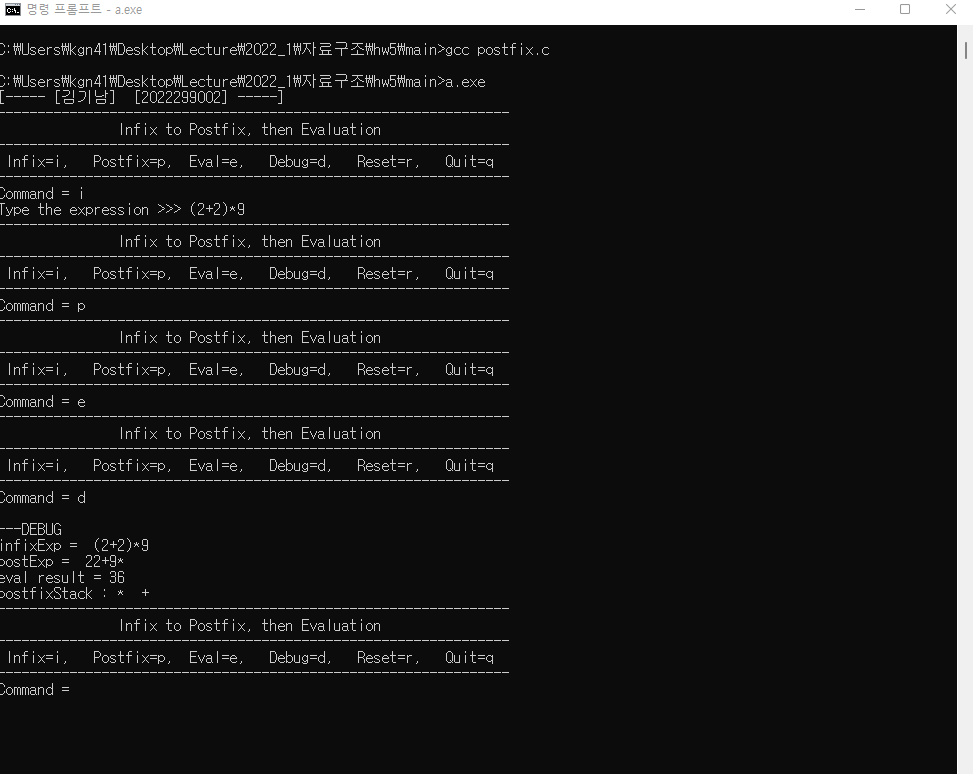 명령 프롬프트 - a.exe
C:₩Users₩kgn41₩Desktop₩Lecture₩2022_1₩자료구조₩hw5₩main>gcc postfix.c
C:₩Users₩kgn41₩Desktop₩Lecture₩2022_1₩자료구조₩hw5₩main>a.exe
[----- [김기남]  [2022299002] -----]
----------------------------------------------------------------
               Infix to Postfix, then Evaluation
----------------------------------------------------------------
 Infix=i,   Postfix=p,  Eval=e,   Debug=d,   Reset=r,   Quit=q
----------------------------------------------------------------
Command = i
Type the expression >>> (2+2)*9
----------------------------------------------------------------
               Infix to Postfix, then Evaluation
----------------------------------------------------------------
 Infix=i,   Postfix=p,  Eval=e,   Debug=d,   Reset=r,   Quit=q
----------------------------------------------------------------
Command = p
----------------------------------------------------------------
               Infix to Postfix, then Evaluation
----------------------------------------------------------------
 Infix=i,   Postfix=p,  Eval=e,   Debug=d,   Reset=r,   Quit=q
----------------------------------------------------------------
Command = e
----------------------------------------------------------------
               Infix to Postfix, then Evaluation
----------------------------------------------------------------
 Infix=i,   Postfix=p,  Eval=e,   Debug=d,   Reset=r,   Quit=q
----------------------------------------------------------------
Command = d
---DEBUG
infixExp =  (2+2)*9
postExp =  22+9*
eval result = 36
postfixStack : *  +
----------------------------------------------------------------
               Infix to Postfix, then Evaluation
----------------------------------------------------------------
 Infix=i,   Postfix=p,  Eval=e,   Debug=d,   Reset=r,   Quit=q
----------------------------------------------------------------
Command =